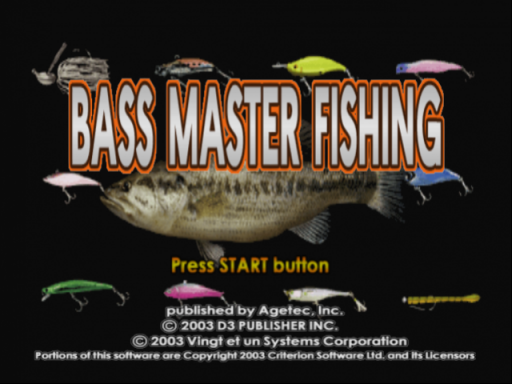 BASS MASTER FISHING
Press START button
published by Agetec, Inc.
© 2003 D3 PUBLISHER INC.
© 2003 Vingt et un Systems Corporation
Portions of this software are Copyright 2003 Criterion Software Ltd. and its Licensors